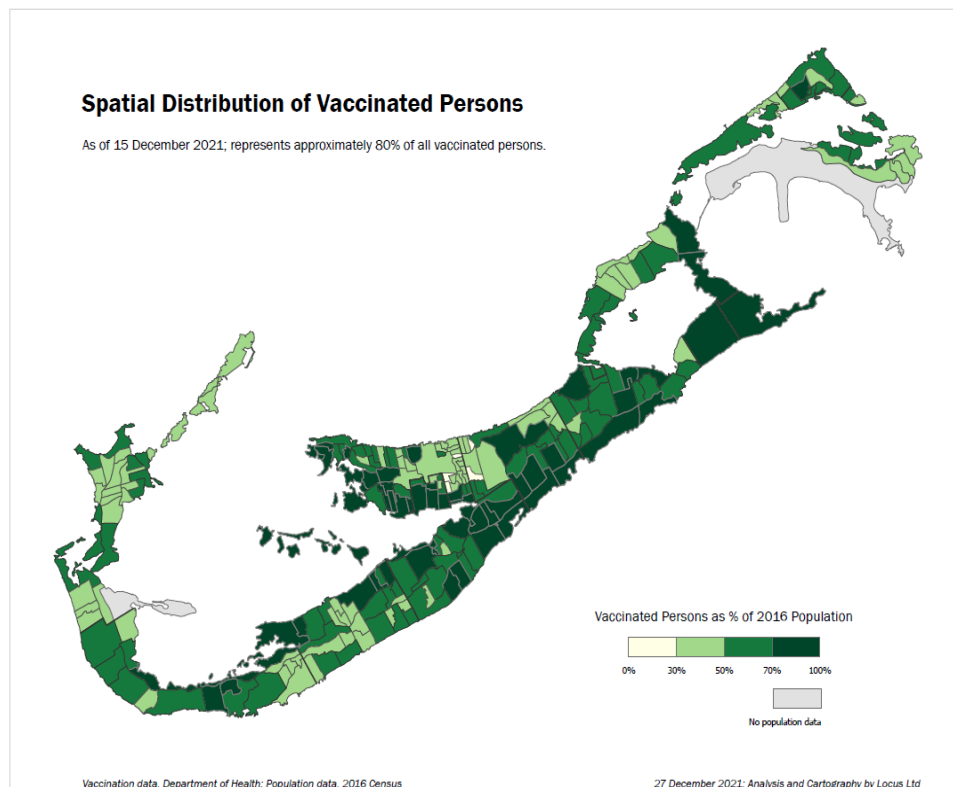 Spatial Distribution of Vaccinated Persons
As of 15 December 2021; represents approximately 80% of all vaccinated persons.
Vaccinated Persons as % of 2016 Population
0% 30% 50% 70% 100%
No population data
Vaccination data, Department of Health; Population data, 2016 Census
27 December 2021; Analysis and Cartography by Locus Ltd